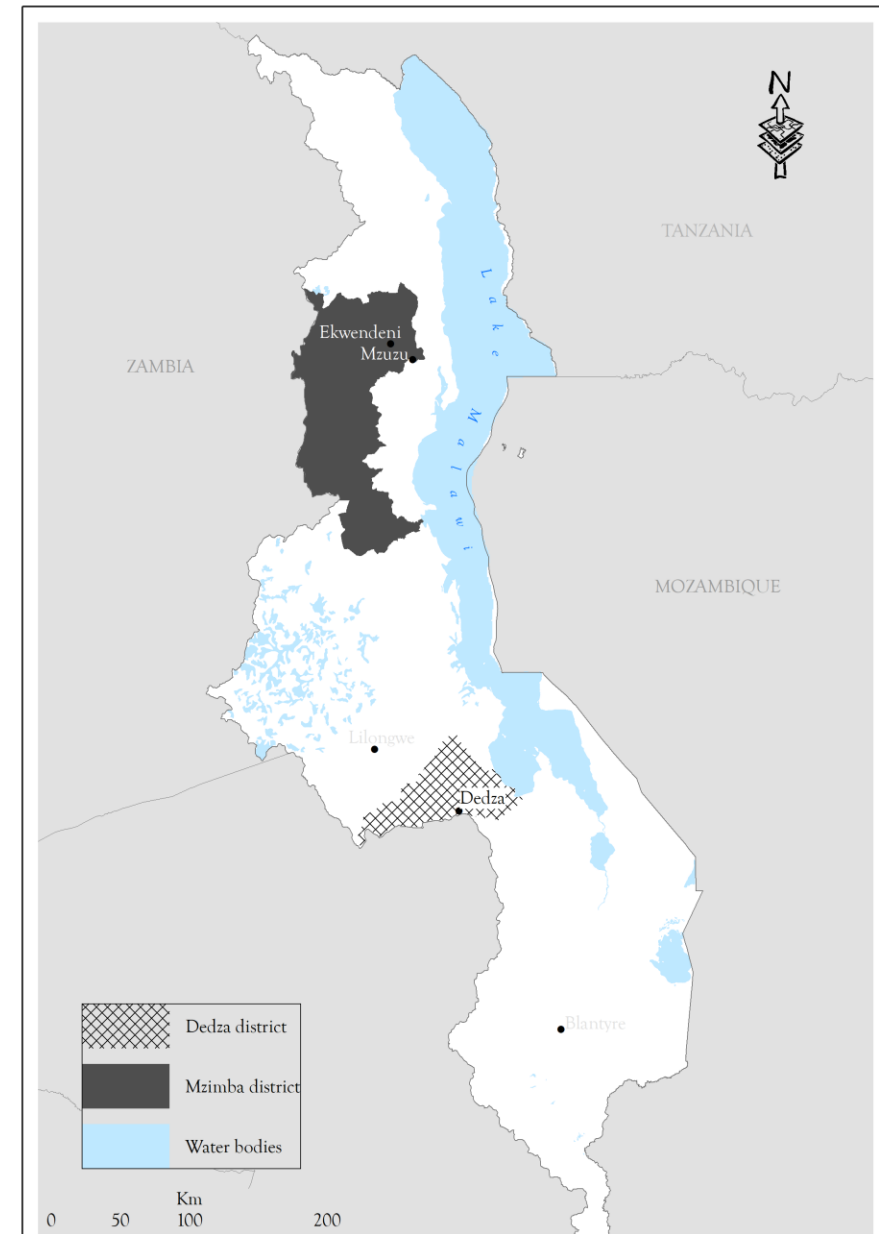 N
TANZANIA
Lake Malawi
Ekwendeni
Mzuzu
ZAMBIA
MOZAMBIQUE
Lilongwe
Dedza
Blantyre
Dedza district
Mzimba district
Water bodies
Km
0 50 100 200